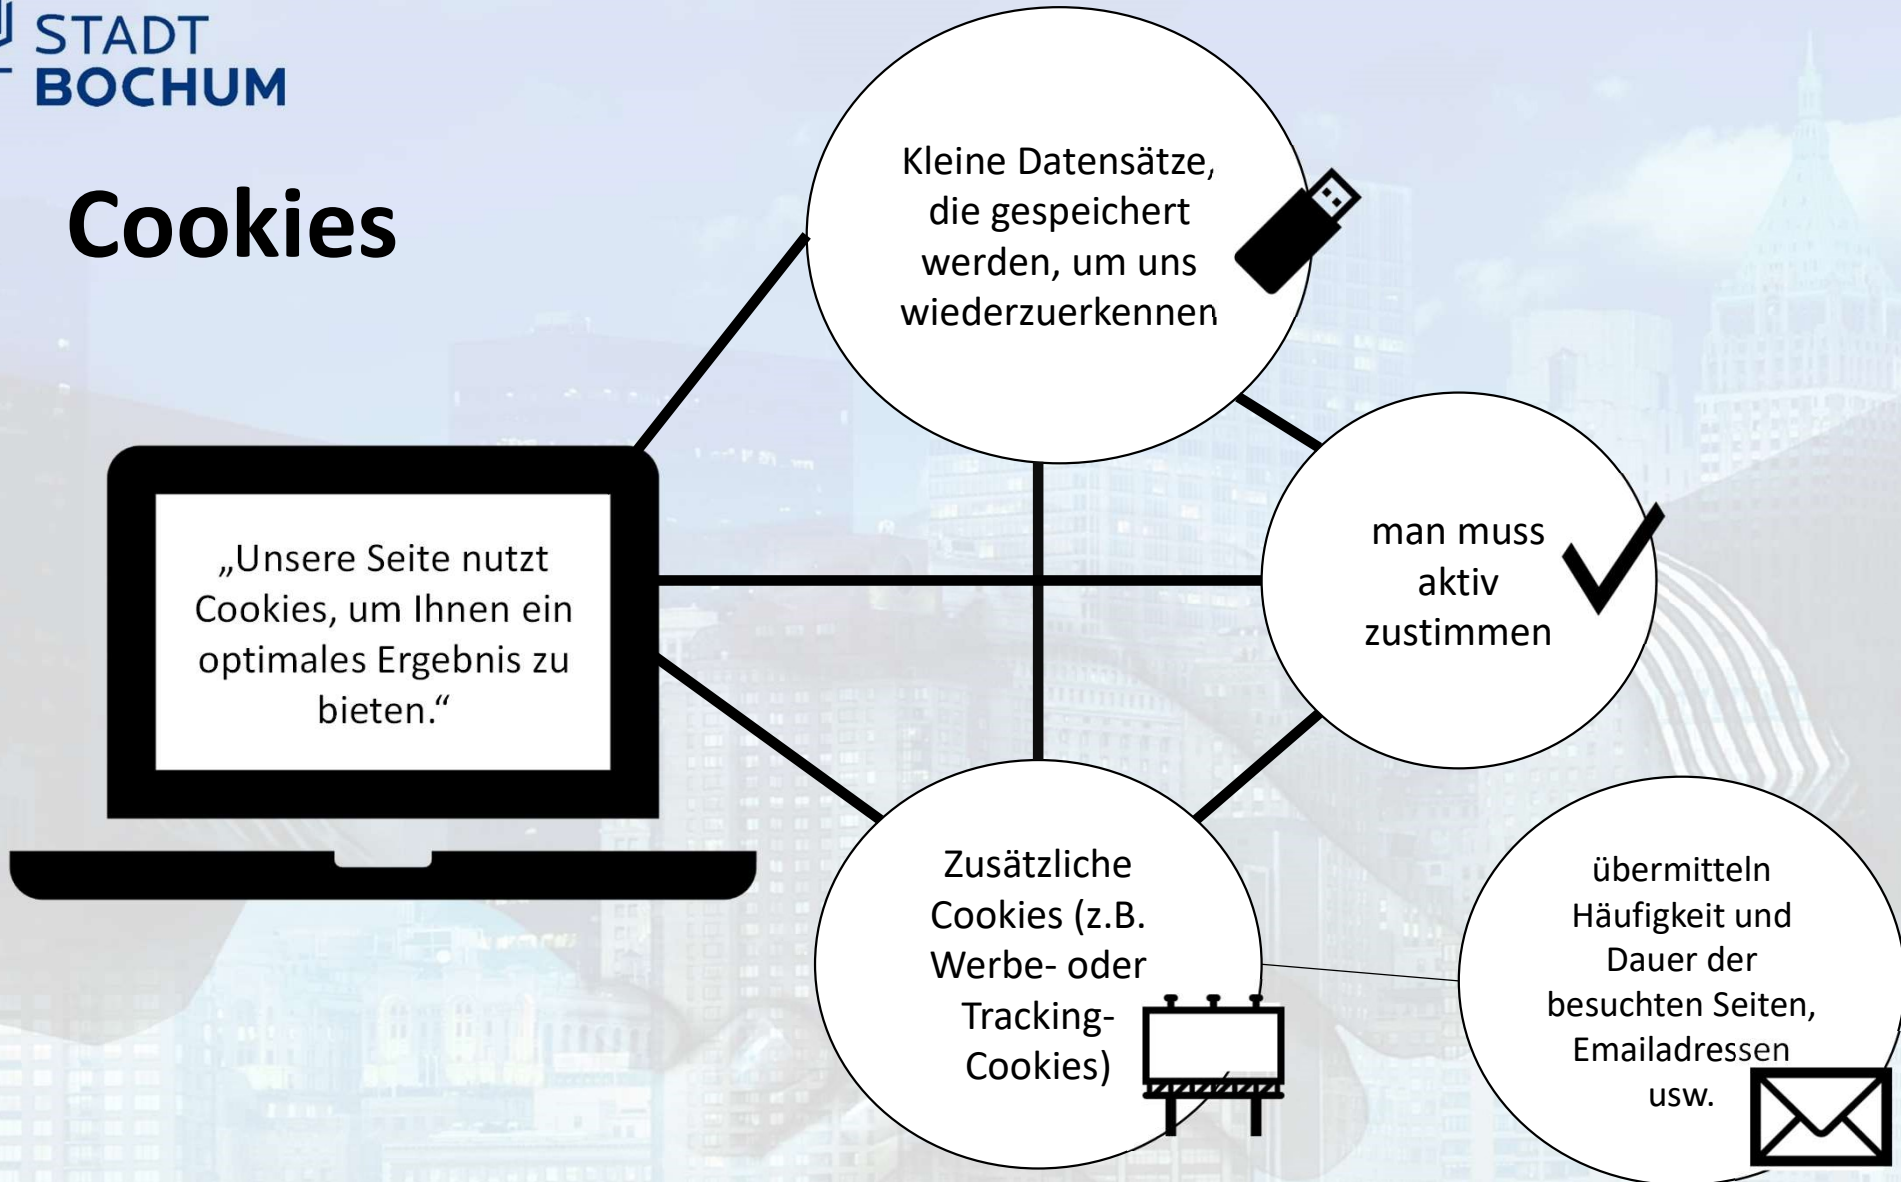 STADT
BOCHUM
Cookies
Kleine Datensätze,
die gespeichert
werden, um uns
wiederzuerkennen
„Unsere Seite nutzt
Cookies, um Ihnen ein
optimales Ergebnis zu
bieten.“
man muss
aktiv
zustimmen
Zusätzliche
Cookies (z.B.
Werbe- oder
Tracking-
Cookies)
übermitteln
Häufigkeit und
Dauer der
besuchten Seiten,
Emailadressen
usw.